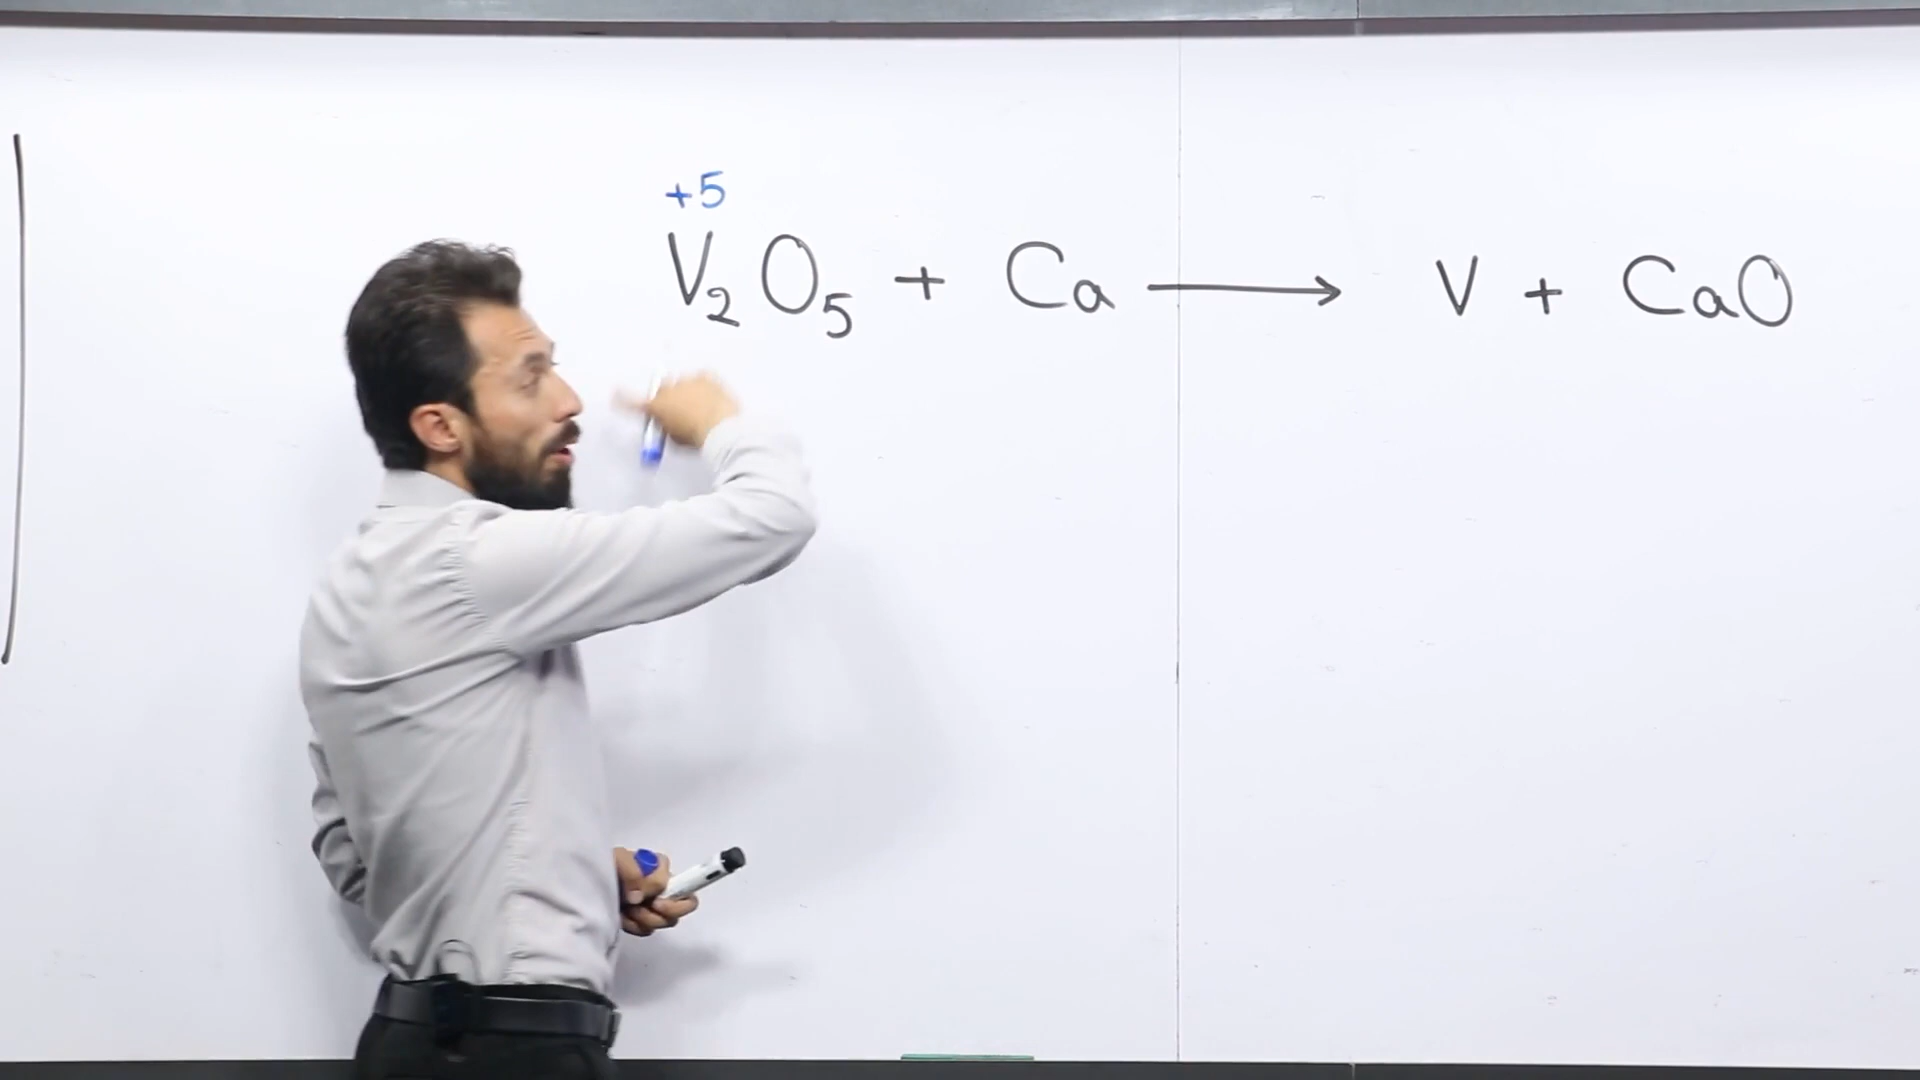 +5
V₂O₅ + Ca ⟶ V + CaO